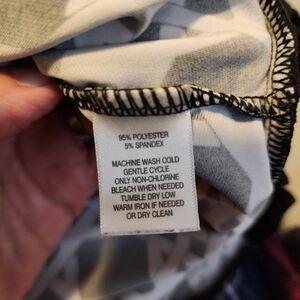 95% POLYESTER
5% SPANDEX
MACHINE WASH COLD
GENTLE CYCLE
ONLY NON-CHLORINE
BLEACH WHEN NEEDED
TUMBLE DRY LOW
WARM IRON IF NEEDED
OR DRY CLEAN